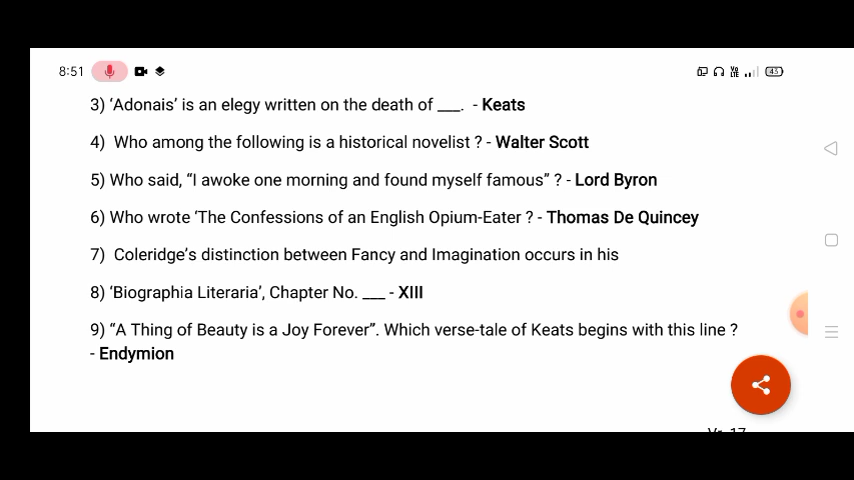 8:51
43
3) ‘Adonais’ is an elegy written on the death of ___. - Keats
4) Who among the following is a historical novelist ? - Walter Scott
5) Who said, “I awoke one morning and found myself famous” ? - Lord Byron
6) Who wrote ‘The Confessions of an English Opium-Eater ? - Thomas De Quincey
7) Coleridge’s distinction between Fancy and Imagination occurs in his
8) ‘Biographia Literaria’, Chapter No. ___ - XIII
9) “A Thing of Beauty is a Joy Forever”. Which verse-tale of Keats begins with this line ?
- Endymion